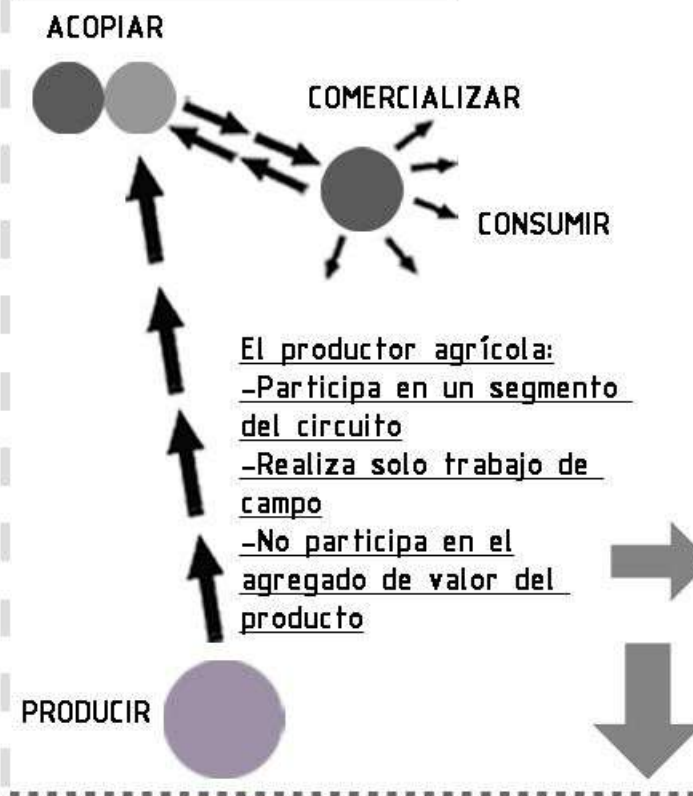 ACOPIAR
COMERCIALIZAR
CONSUMIR
El productor agrícola:
-Participa en un segmento
del circuito
-Realiza solo trabajo de
campo
-No participa en el
agregado de valor del
producto
PRODUCIR